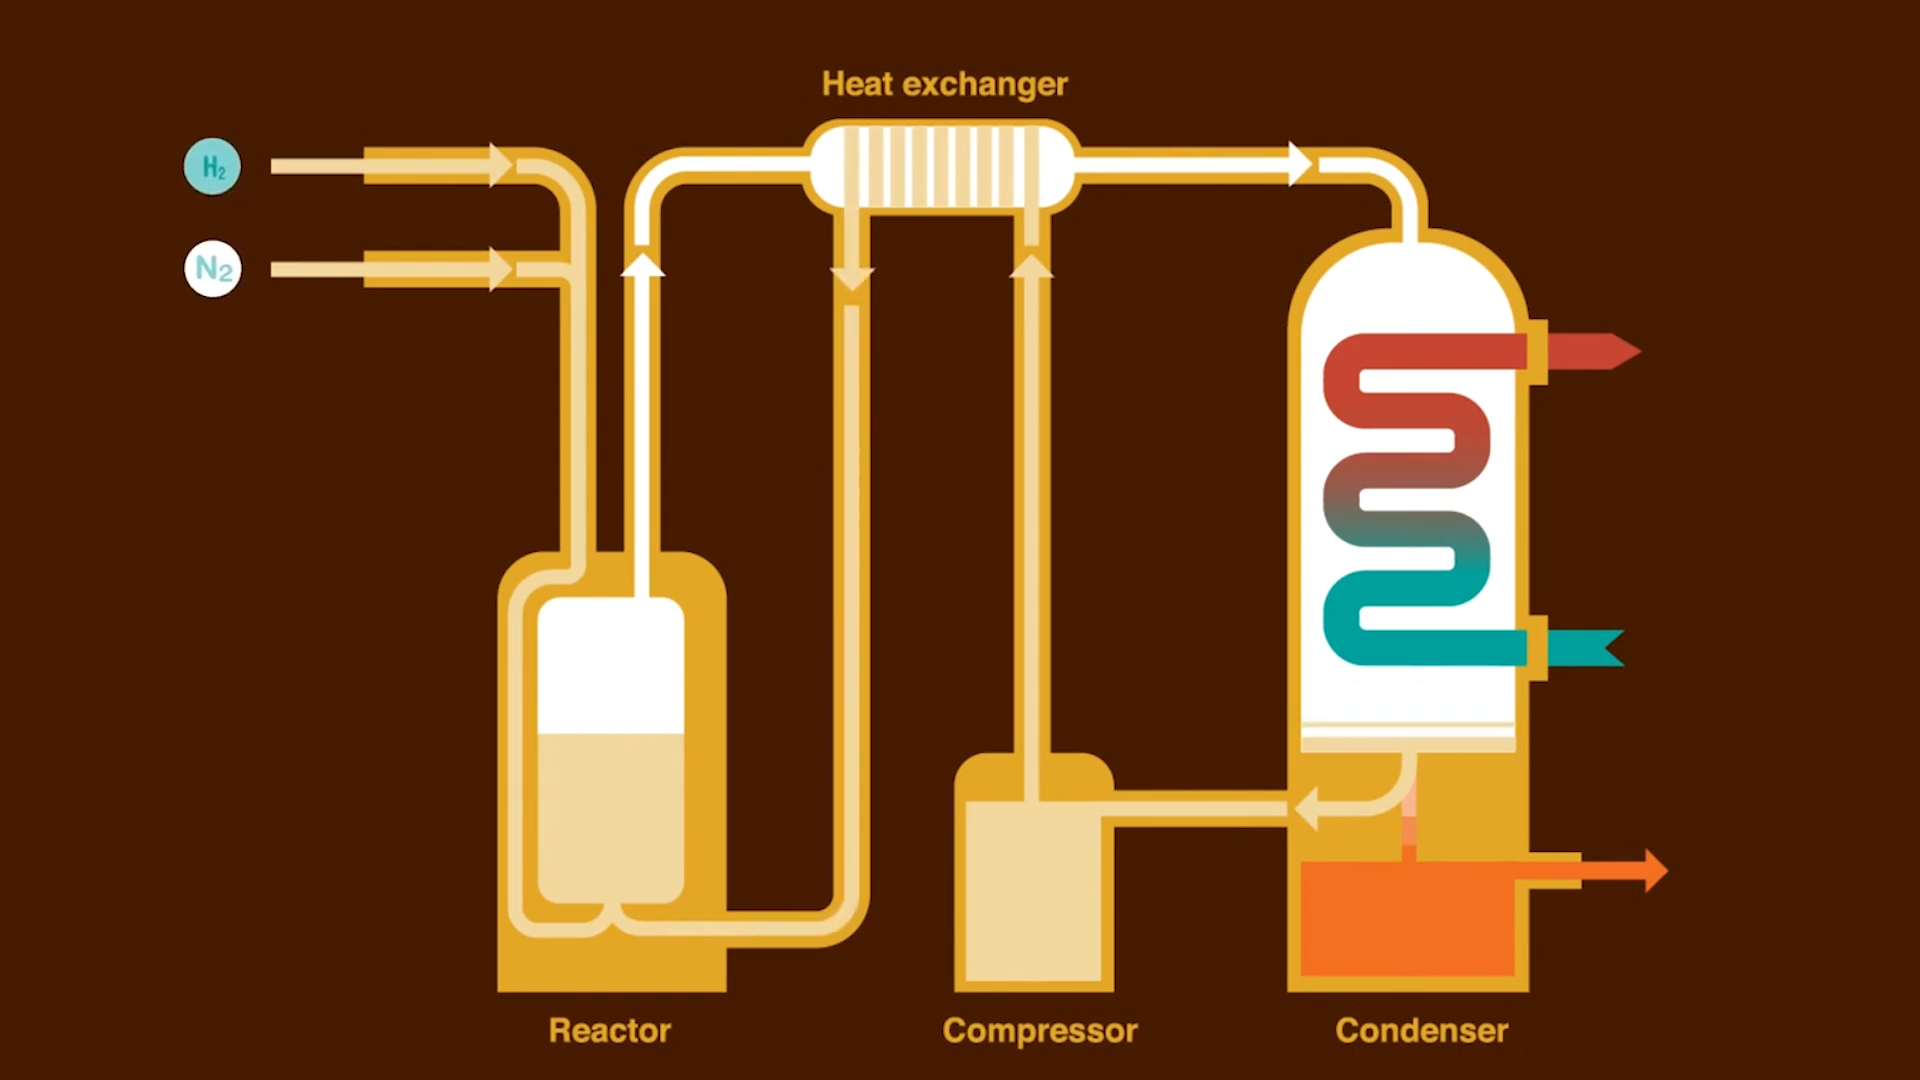 Heat exchanger
H₂
N₂
Reactor
Compressor
Condenser